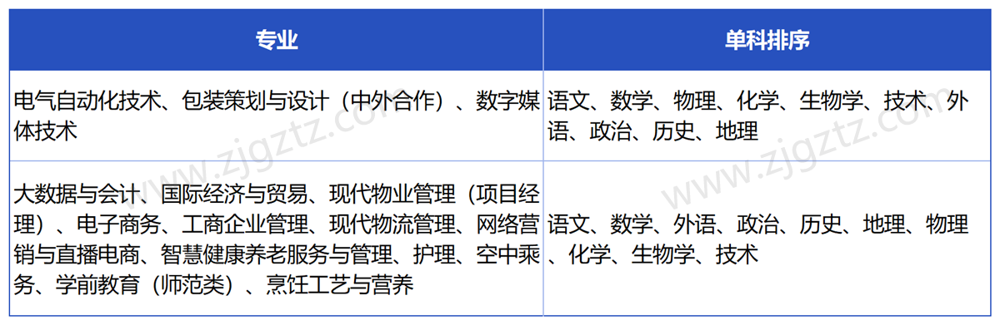 专业
单科排序
电气自动化技术、包装策划与设计（中外合作）、数字媒
体技术
语文、数学、物理、化学、生物学、技术、外
语、政治、历史、地理
大数据与会计、国际经济与贸易、现代物业管理（项目经
理）、电子商务、工商企业管理、现代物流管理、网络营
销与直播电商、智慧健康养老服务与管理、护理、空中乘
务、学前教育（师范类）、烹饪工艺与营养
语文、数学、外语、政治、历史、地理、物理
、化学、生物学、技术
www.zjgztz.com
www.zjgztz.com